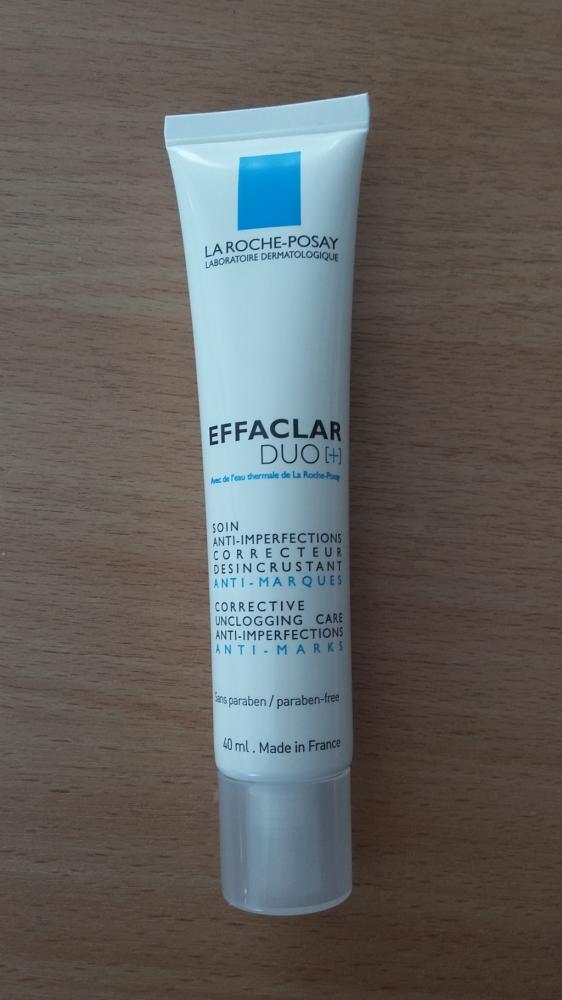 LA ROCHE-POSAY
LABORATOIRE DERMATOLOGIQUE
EFFACLAR
DUO [+]
Avec de l'eau thermale de La Roche-Posay
SOIN
ANTI-IMPERFECTIONS
CORRECTEUR
DESINCRUSTANT
ANTI-MARQUES
CORRECTIVE
UNCLOGGING CARE
ANTI-IMPERFECTIONS
ANTI-MARKS
Sans paraben / paraben-free
40 ml . Made in France